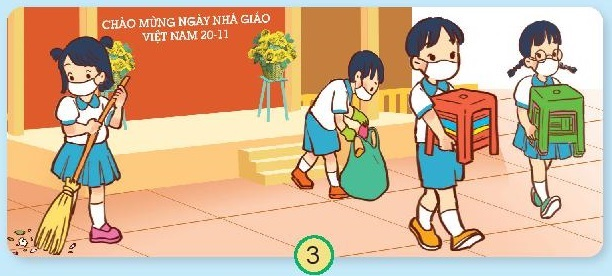 CHÀO MỪNG NGÀY NHÀ GIÁO
VIỆT NAM 20-11
3